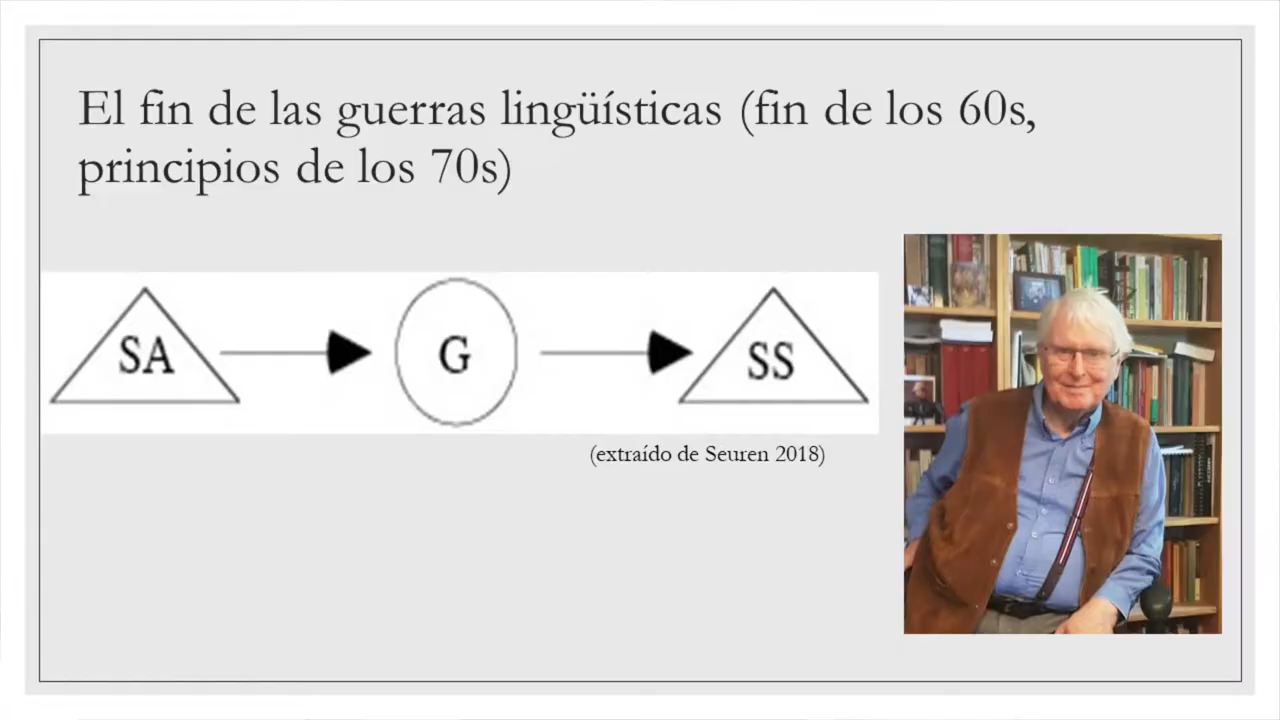 El fin de las guerras lingüísticas (fin de los 60s,
principios de los 70s)
SA
G
SS
(extraído de Seuren 2018)